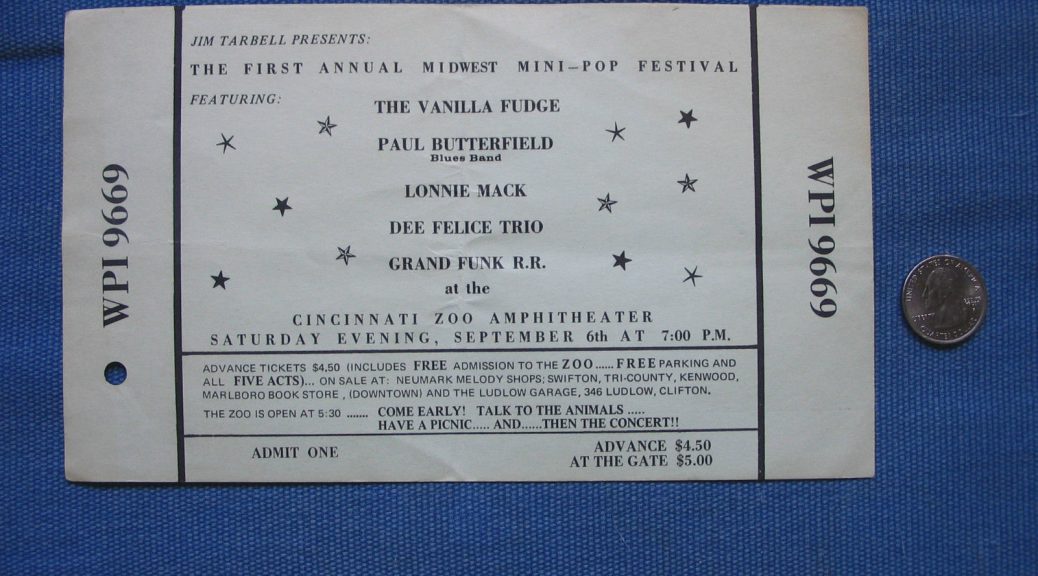 JIM TARBELL PRESENTS:
THE FIRST ANNUAL MIDWEST MINI-POP FESTIVAL
FEATURING:
THE VANILLA FUDGE
PAUL BUTTERFIELD
Blues Band
LONNIE MACK
DEE FELICE TRIO
GRAND FUNK R.R.
at the
CINCINNATI ZOO AMPHITHEATER
SATURDAY EVENING, SEPTEMBER 6th AT 7:00 P.M.
ADVANCE TICKETS $4.50 (INCLUDES FREE ADMISSION TO THE ZOO...... FREE PARKING AND
ALL FIVE ACTS)... ON SALE AT: NEUMARK MELODY SHOPS; SWIFTON, TRI-COUNTY, KENWOOD,
MARLBORO BOOK STORE, (DOWNTOWN) AND THE LUDLOW GARAGE, 346 LUDLOW, CLIFTON.
THE ZOO IS OPEN AT 5:30 ....... COME EARLY! TALK TO THE ANIMALS .....
HAVE A PICNIC..... AND......THEN THE CONCERT!!
ADMIT ONE
ADVANCE $4.50
AT THE GATE $5.00
WPI 9669
WPI 9669